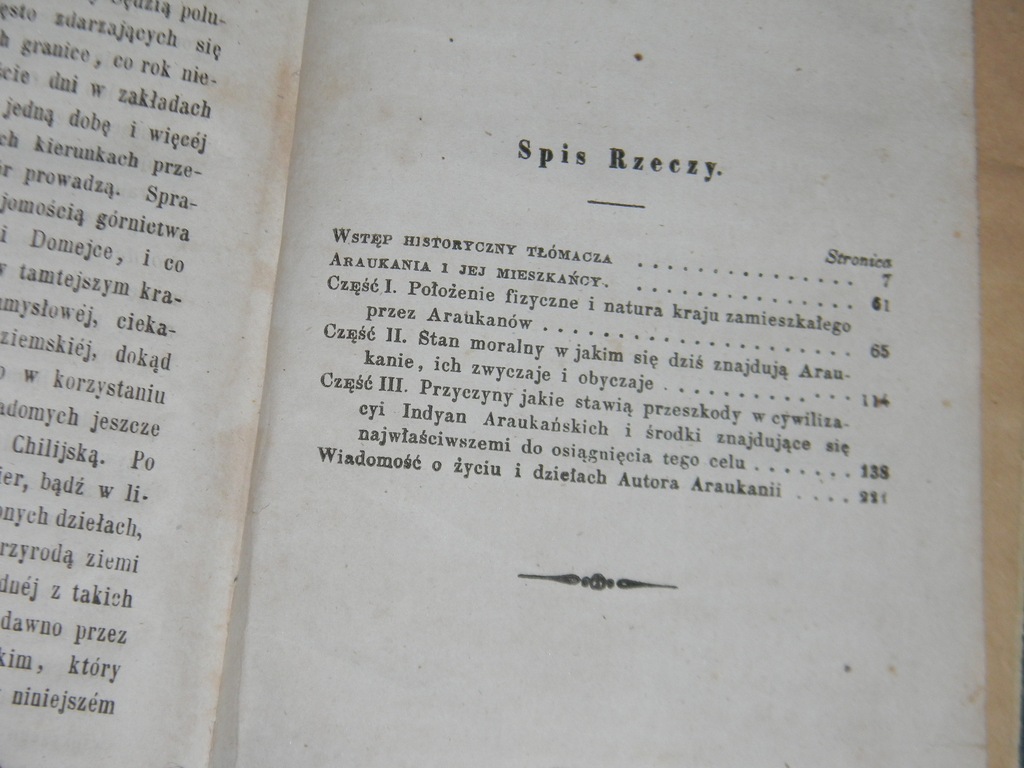 będzią polu-
zdarzających się
granice, co rok nie-
dni w zakładach
jedną dobę i więcéj
kierunkach prze-
prowadzą. Spra-
jomością górnictwa
i Domejce, i co
tamtejszym kra-
mysłowéj, cieka-
ziemskiéj, dokąd
w korzystaniu
adomych jeszcze
Chilijską. Po
bądź w li-
dziełach,
rzyrodą ziemi
z takich
dawno przez
kim, który
niniejszém
Spis Rzeczy.
Stronica
Wstęp historyczny tłómacza . . . . . . . . . . . . . 7
Araukania i jej mieszkańcy. . . . . . . . . . . . . . 61
Część I. Położenie fizyczne i natura kraju zamieszkałego
przez Araukanów . . . . . . . . . . . . . . . . . . 65
Część II. Stan moralny w jakim się dziś znajdują Arau-
kanie, ich zwyczaje i obyczaje . . . . . . . . . . .
Część III. Przyczyny jakie stawią przeszkody w cywiliza-
cyi Indyan Araukańskich i środki znajdujące się
najwłaściwszemi do osiągnięcia tego celu . . . . . . . 138
Wiadomość o życiu i dziełach Autora Araukanii . . . .